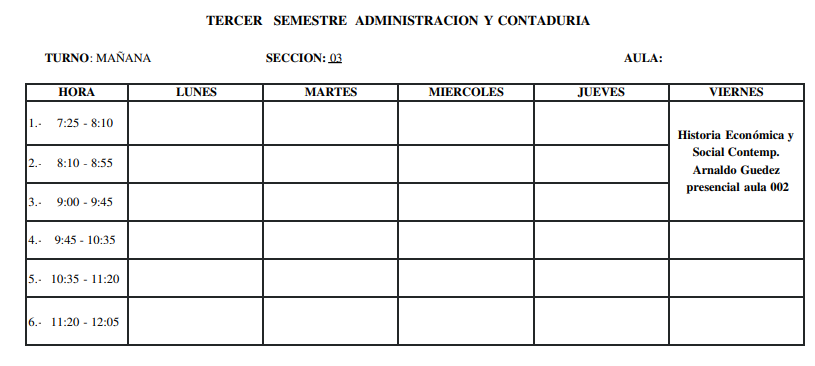 TERCER SEMESTRE ADMINISTRACION Y CONTADURIA
TURNO: MAÑANA SECCION: 03 AULA:
HORA LUNES MARTES MIERCOLES JUEVES VIERNES
1.- 7:25 - 8:10
2.- 8:10 - 8:55
3.- 9:00 - 9:45
Historia Económica y
Social Contemp.
Arnaldo Guedez
presencial aula 002
4.- 9:45 - 10:35
5.- 10:35 - 11:20
6.- 11:20 - 12:05